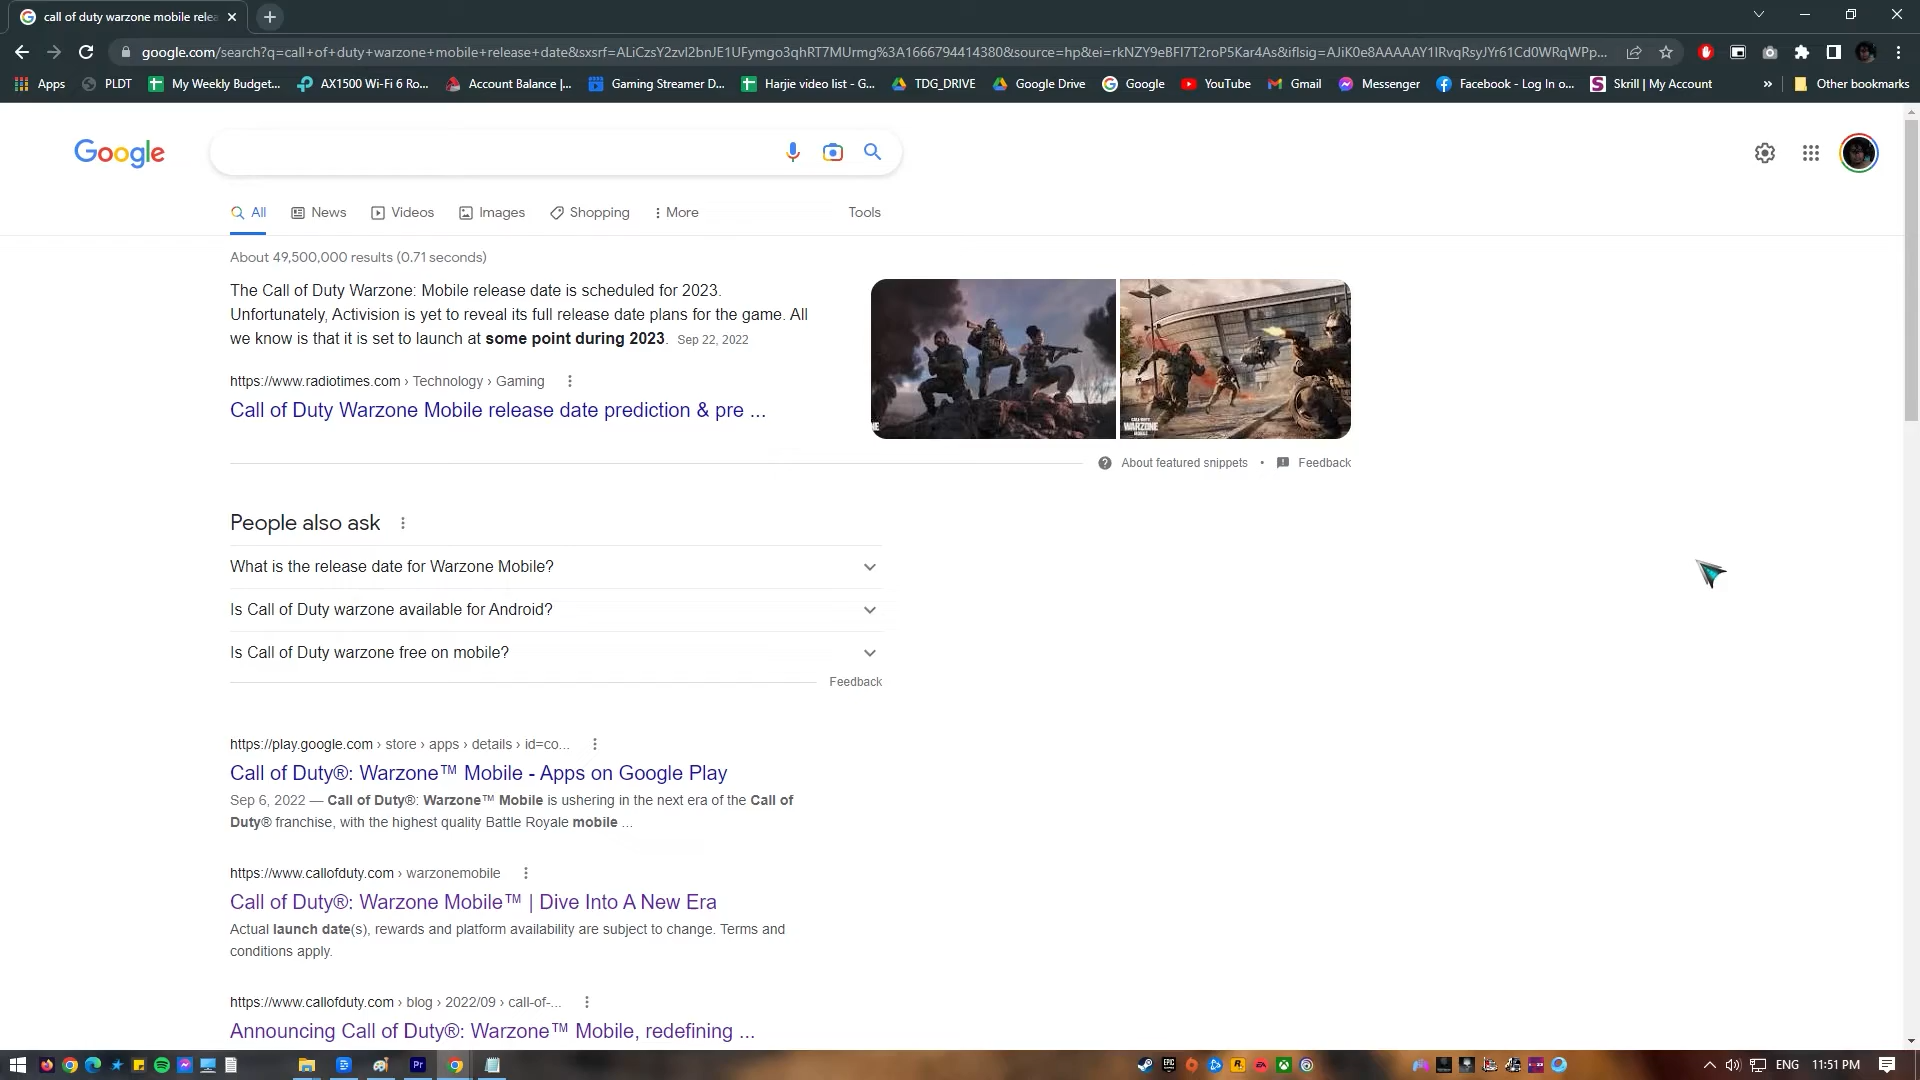 call of duty warzone mobile relea
google.com/search?q=call+of+duty+warzone+mobile+release+date&sxsrf=ALiCzsY2zvl2bnJE1UFymgo3qhRT7MUrmg%3A1666794414380&source=hp&ei=rkNZY9eBFI7T2roP5Kar4As&iflsig=AJiK0e8AAAAAY1lRvqRsyJYr61Cd0WRqWPp...
Apps PLDT My Weekly Budget... AX1500 Wi-Fi 6 Ro... Account Balance |... Gaming Streamer D... Harjie video list - G... TDG_DRIVE Google Drive Google YouTube Gmail Messenger Facebook - Log In o... Skrill | My Account » Other bookmarks
Google
All News Videos Images Shopping More Tools
About 49,500,000 results (0.71 seconds)
The Call of Duty Warzone: Mobile release date is scheduled for 2023.
Unfortunately, Activision is yet to reveal its full release date plans for the game. All
we know is that it is set to launch at some point during 2023. Sep 22, 2022
https://www.radiotimes.com › Technology › Gaming
Call of Duty Warzone Mobile release date prediction & pre ...
WARZONE
MOBILE
About featured snippets • Feedback
People also ask
What is the release date for Warzone Mobile?
Is Call of Duty warzone available for Android?
Is Call of Duty warzone free on mobile?
Feedback
https://play.google.com › store › apps › details › id=co...
Call of Duty®: Warzone™ Mobile - Apps on Google Play
Sep 6, 2022 — Call of Duty®: Warzone™ Mobile is ushering in the next era of the Call of
Duty® franchise, with the highest quality Battle Royale mobile ...
https://www.callofduty.com › warzonemobile
Call of Duty®: Warzone Mobile™ | Dive Into A New Era
Actual launch date(s), rewards and platform availability are subject to change. Terms and
conditions apply.
https://www.callofduty.com › blog › 2022/09 › call-of-...
Announcing Call of Duty®: Warzone™ Mobile, redefining ...
Pr
ENG 11:51 PM